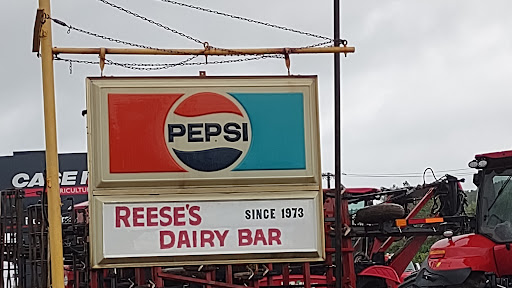 PEPSI
REESE'S SINCE 1973
DAIRY BAR
CASE